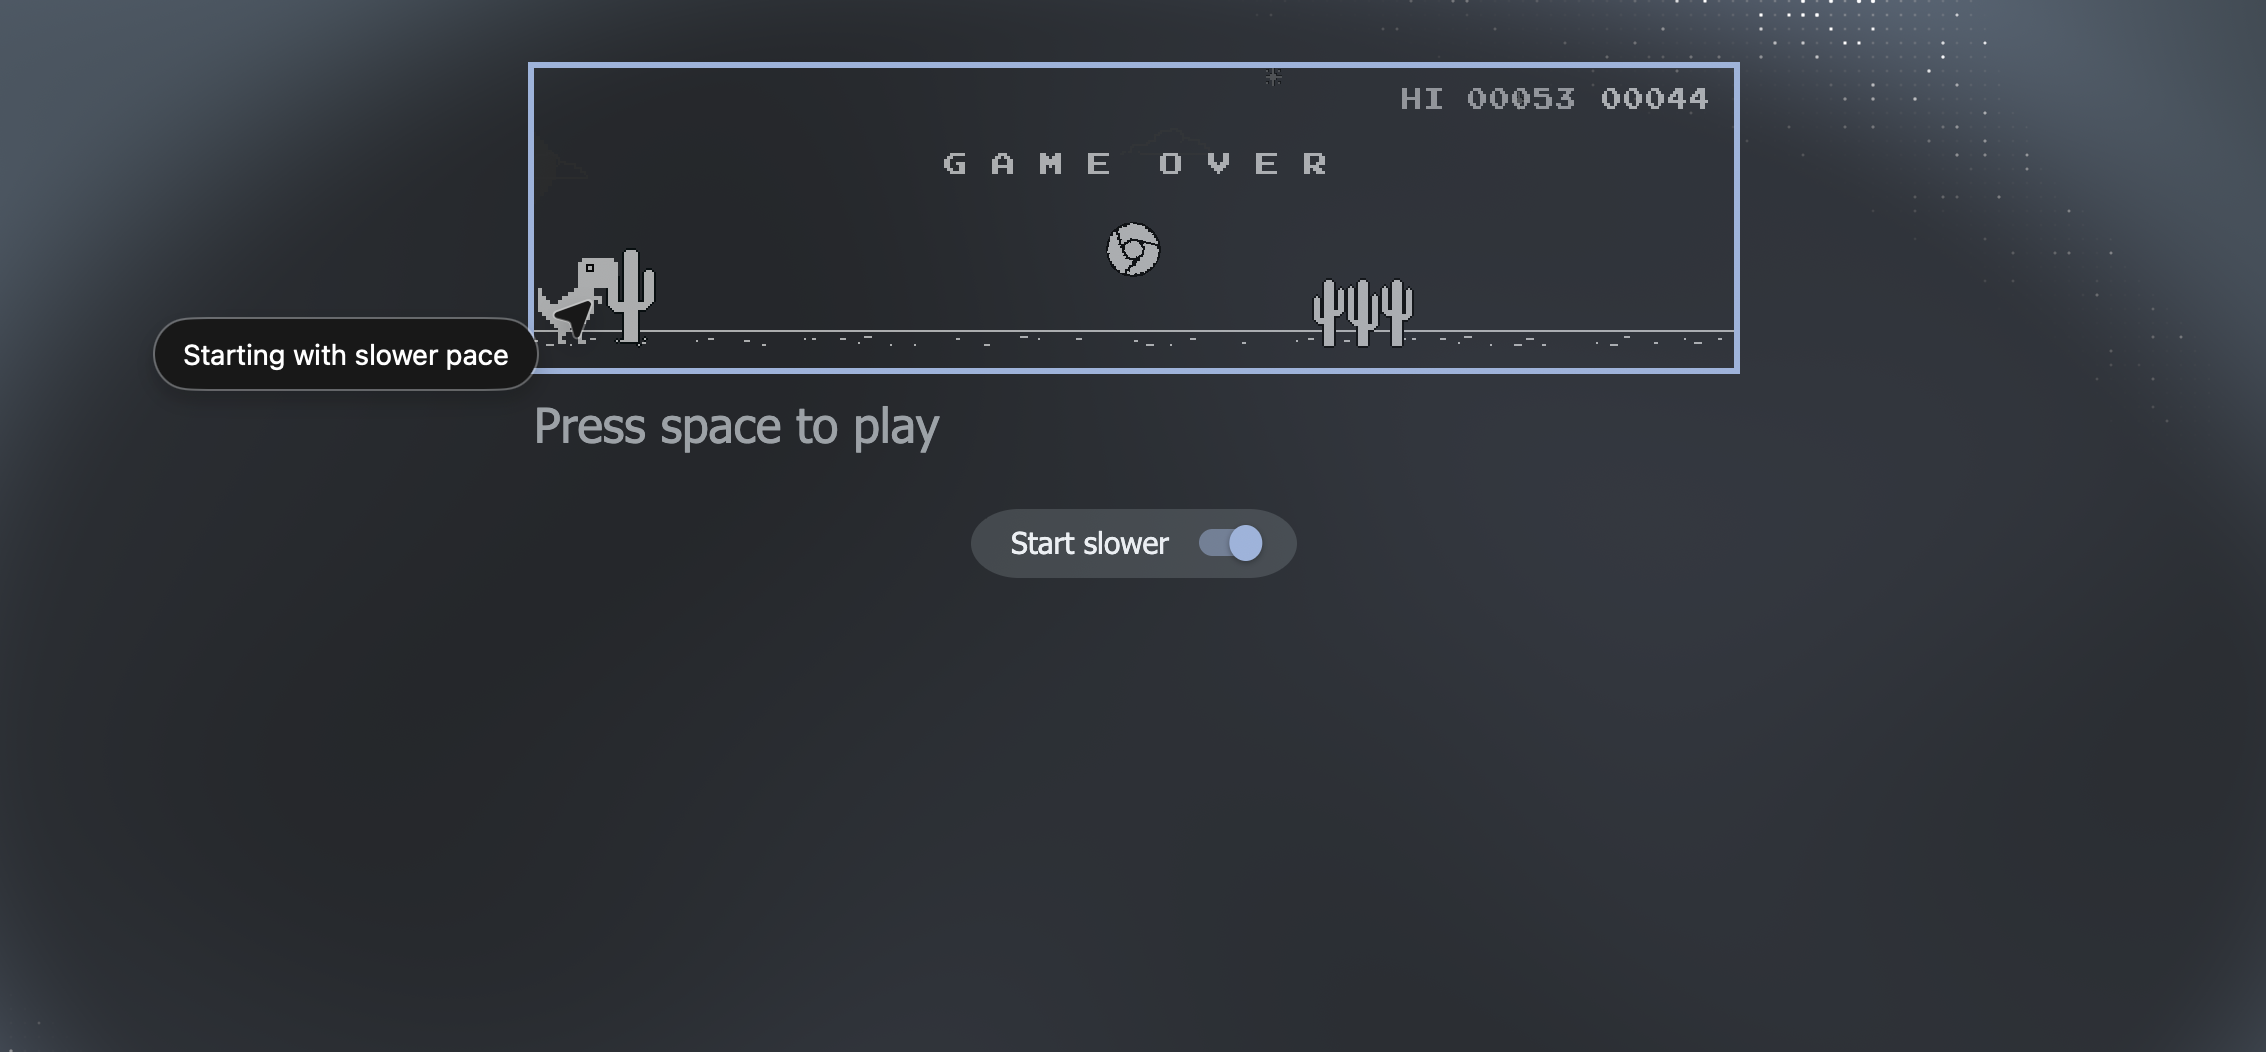 HI 00053 00044
GAME OVER
Starting with slower pace
Press space to play
Start slower